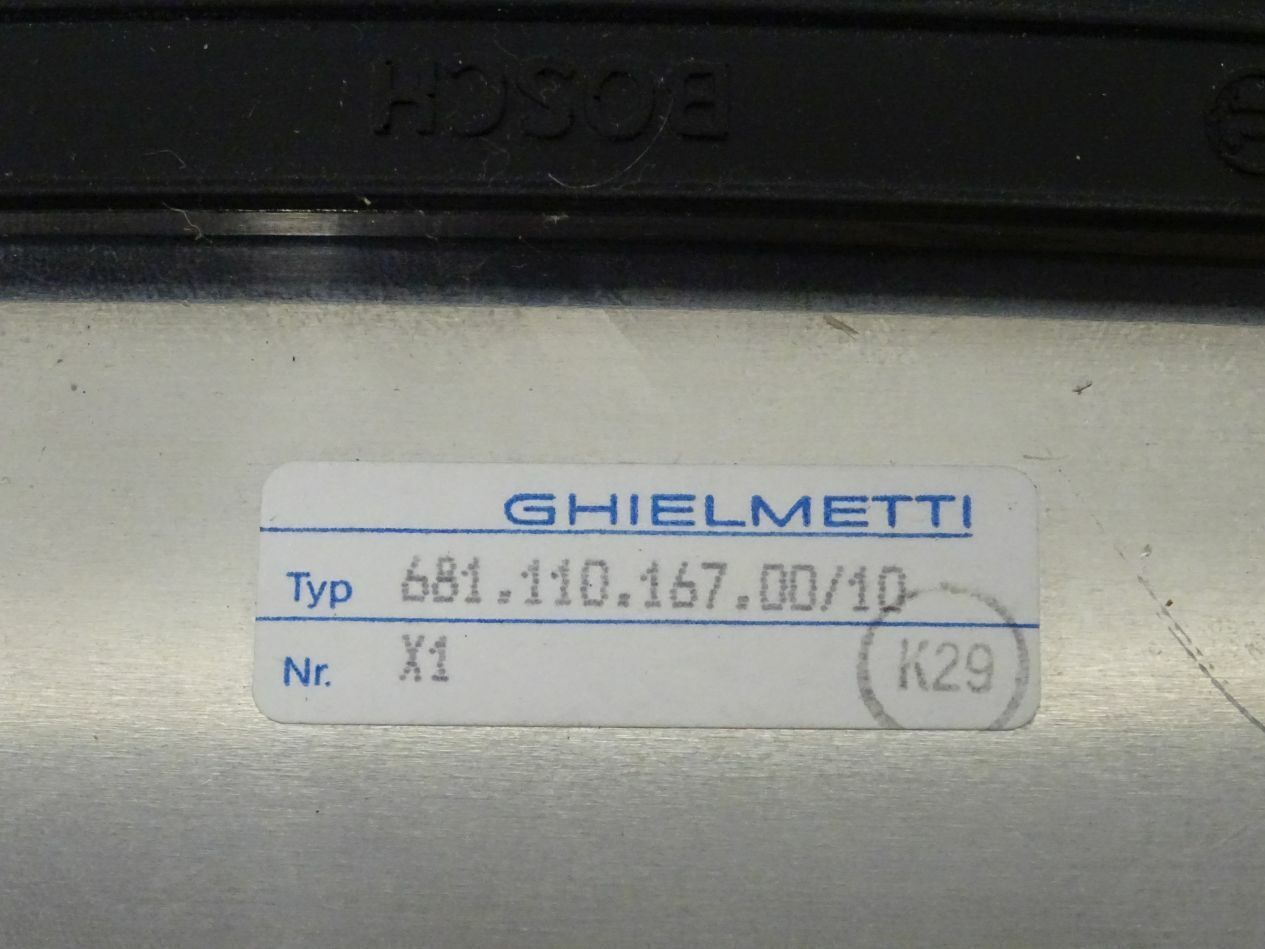 BOSCH
GHIELMETTI
Typ 681.110.167.00/10
Nr. X1
K29